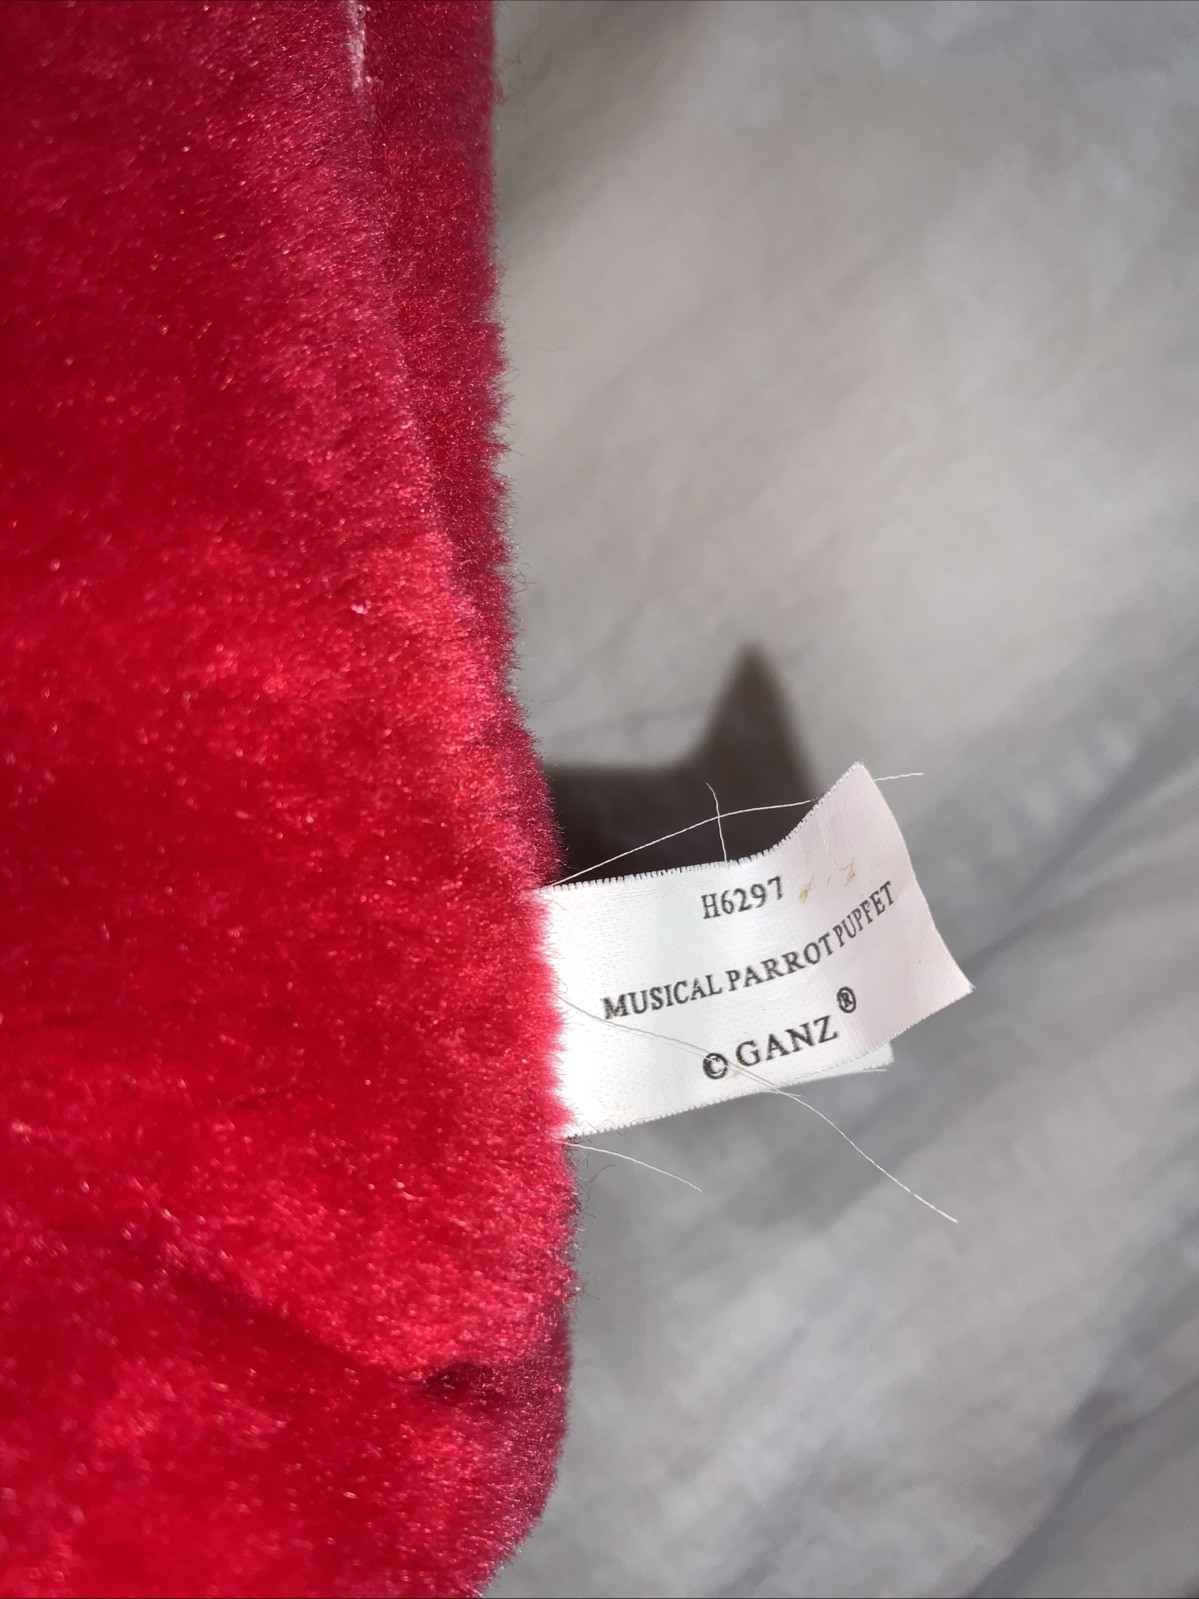 H6297
MUSICAL PARROT PUPPET
© GANZ®